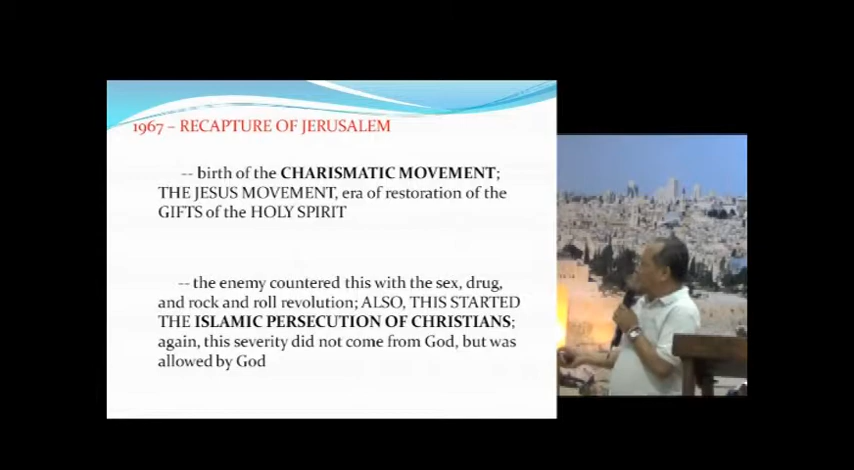 1967 – RECAPTURE OF JERUSALEM
-- birth of the CHARISMATIC MOVEMENT;
THE JESUS MOVEMENT, era of restoration of the
GIFTS of the HOLY SPIRIT
-- the enemy countered this with the sex, drug,
and rock and roll revolution; ALSO, THIS STARTED
THE ISLAMIC PERSECUTION OF CHRISTIANS;
again, this severity did not come from God, but was
allowed by God